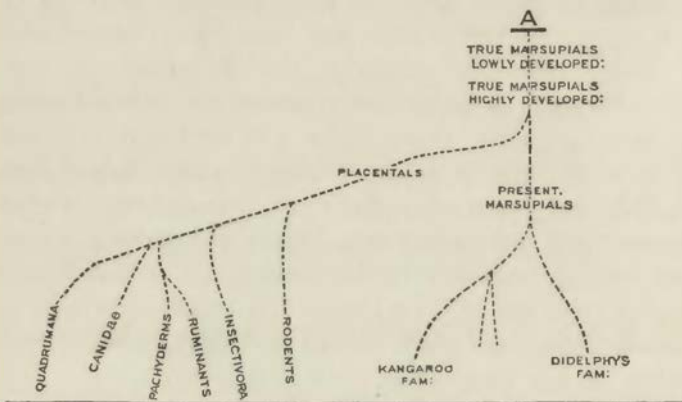 A
TRUE MARSUPIALS
LOWLY DEVELOPED:
TRUE MARSUPIALS
HIGHLY DEVELOPED:
PLACENTALS
PRESENT.
MARSUPIALS
QUADRUMANA
CANIDae
PACHYDERMS
RUMINANTS
INSECTIVORA
RODENTS
KANGAROO
FAM:
DIDELPHYS
FAM: